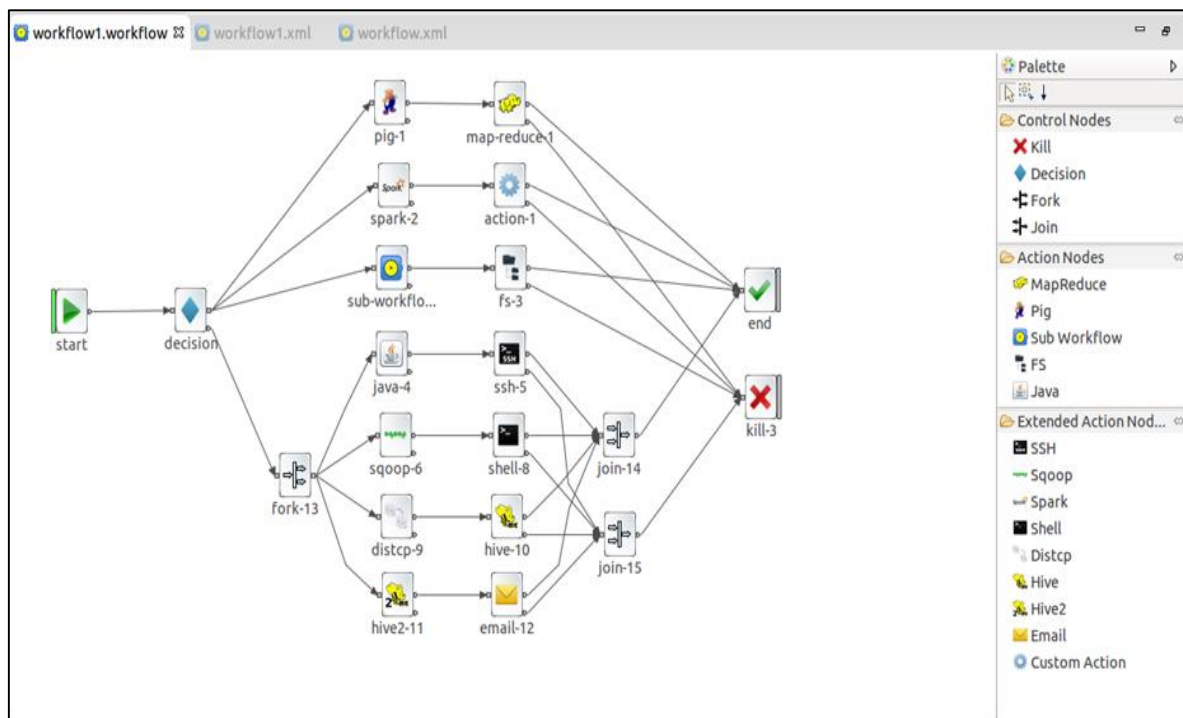 workflow1.workflow
workflow1.xml
workflow.xml
pig-1
map-reduce-1
spark-2
action-1
sub-workflo...
fs-3
start
decision
end
java-4
ssh-5
kill-3
sqoop-6
shell-8
join-14
fork-13
distcp-9
hive-10
join-15
hive2-11
email-12
Palette
Control Nodes
Kill
Decision
Fork
Join
Action Nodes
MapReduce
Pig
Sub Workflow
FS
Java
Extended Action Nod...
SSH
Sqoop
Spark
Shell
Distcp
Hive
Hive2
Email
Custom Action